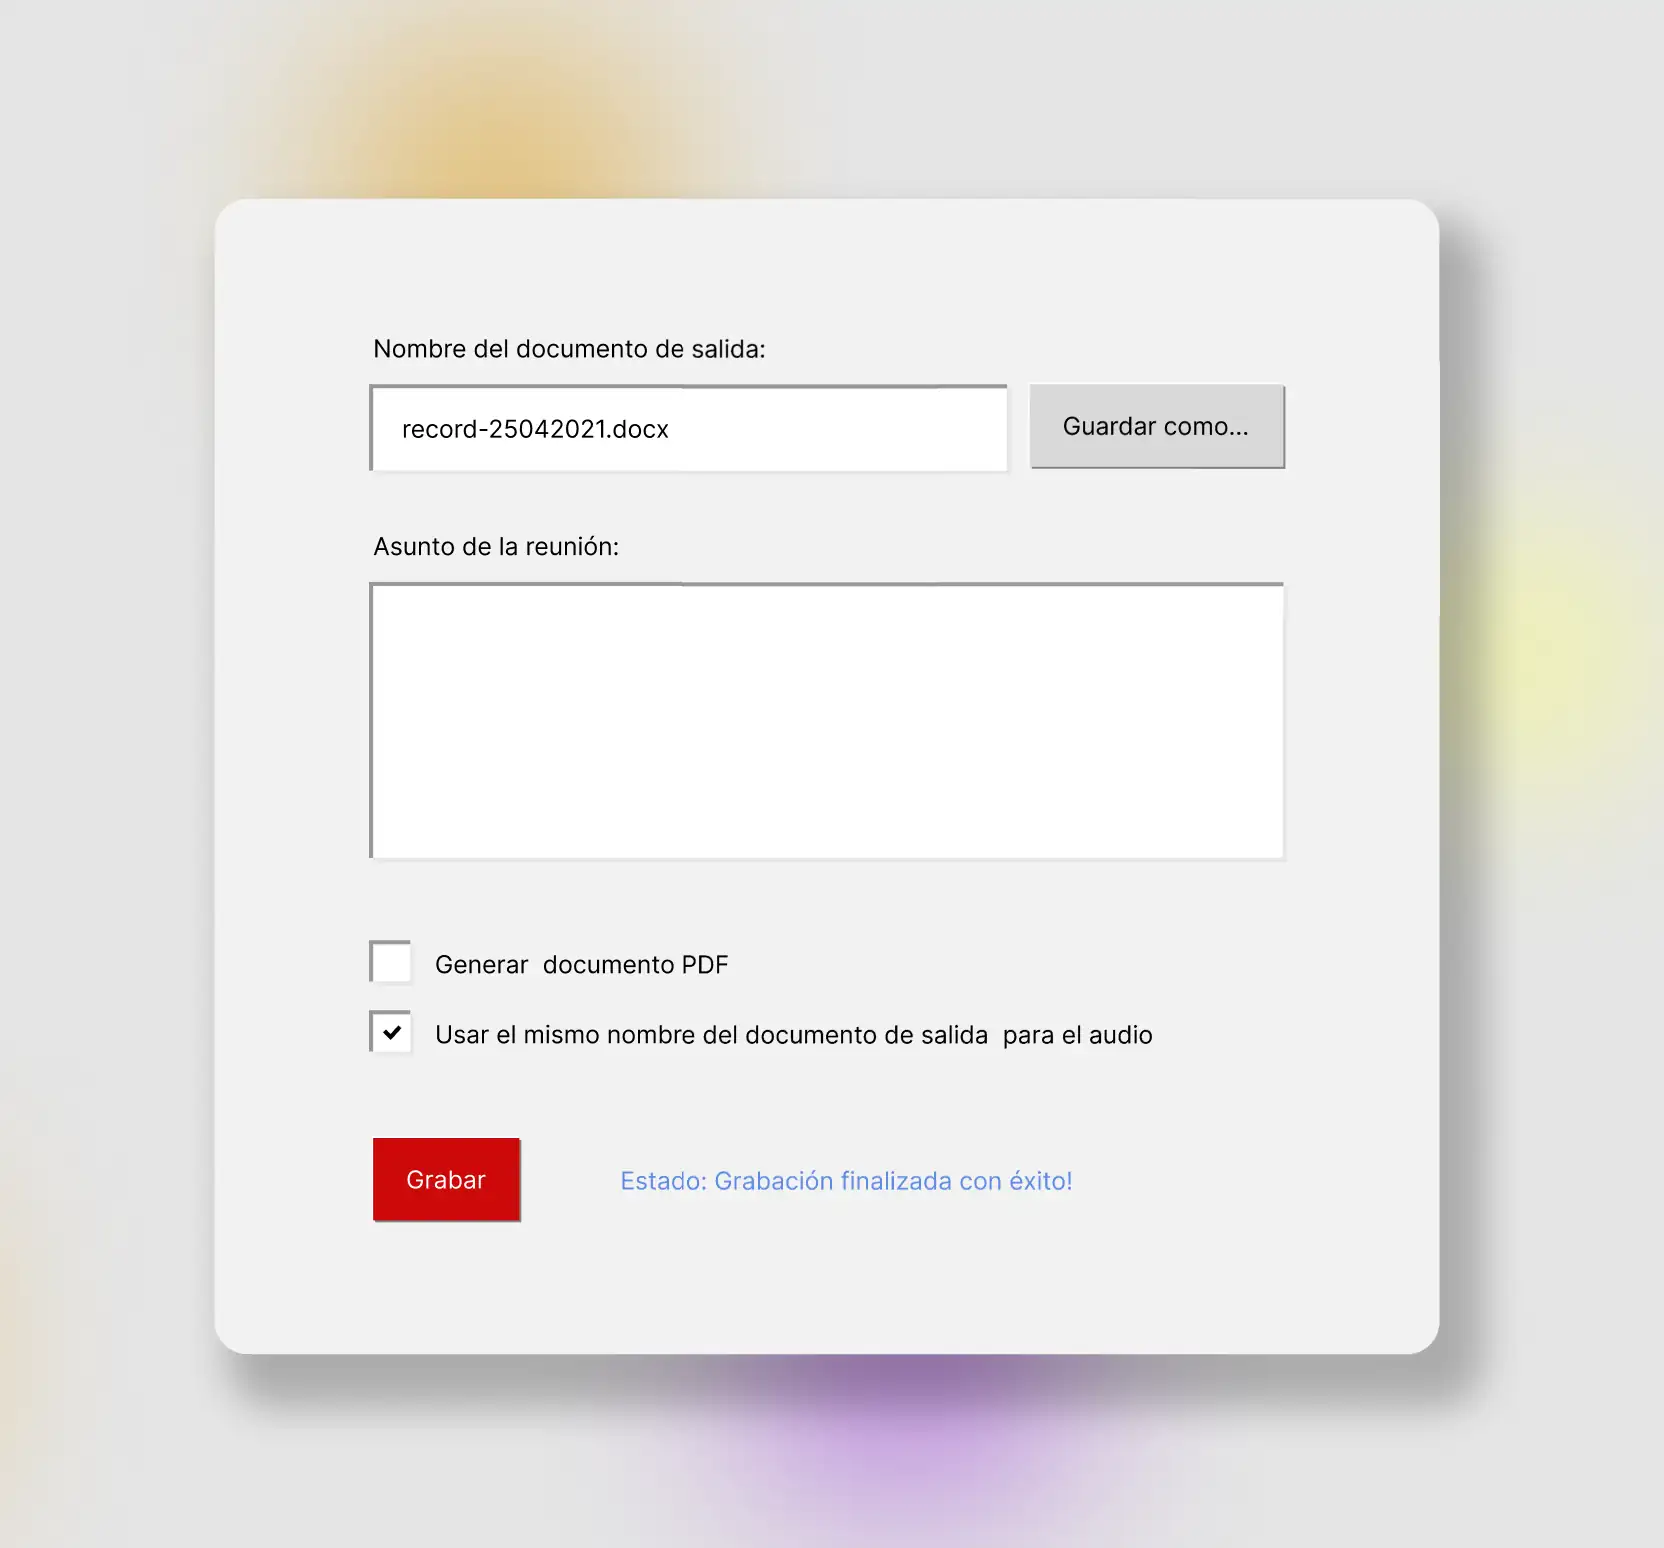 Nombre del documento de salida:
record-25042021.docx
Guardar como...
Asunto de la reunión:
Generar  documento PDF
Usar el mismo nombre del documento de salida  para el audio
Grabar
Estado: Grabación finalizada con éxito!